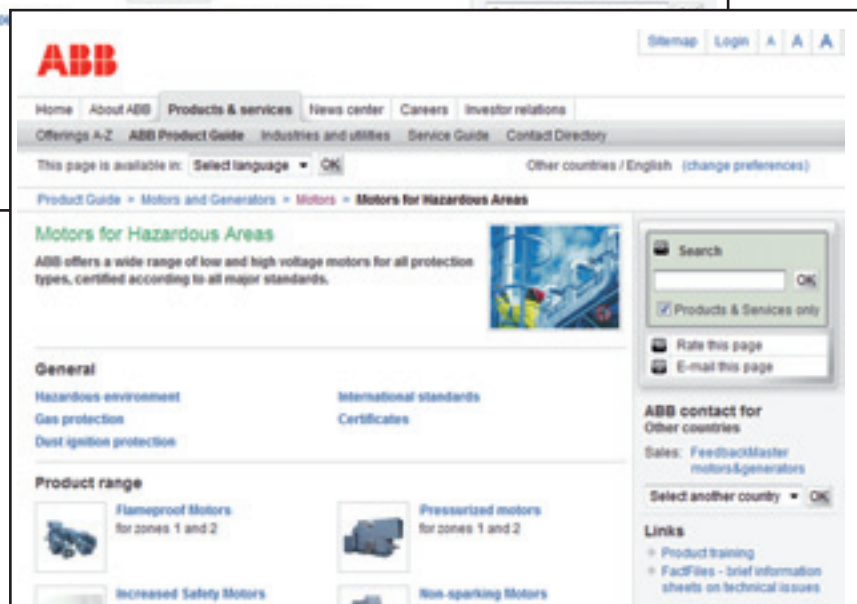 Sitemap Login A A A
ABB
Home About ABB Products & services News center Careers Investor relations
Offerings A-Z ABB Product Guide Industries and utilities Service Guide Contact Directory
This page is available in: Select language OK Other countries / English (change preferences)
Product Guide » Motors and Generators » Motors » Motors for Hazardous Areas
Motors for Hazardous Areas
ABB offers a wide range of low and high voltage motors for all protection
types, certified according to all major standards.
Search
OK
Products & Services only
Rate this page
E-mail this page
General
Hazardous environment
Gas protection
Dust ignition protection
International standards
Certificates
Product range
Flameproof Motors
for zones 1 and 2
Pressurized motors
for zones 1 and 2
Increased Safety Motors
Non-sparking Motors
ABB contact for
Other countries
Sales: FeedbackMaster
motors&generators
Select another country OK
Links
Product training
FactFiles - brief information
sheets on technical issues